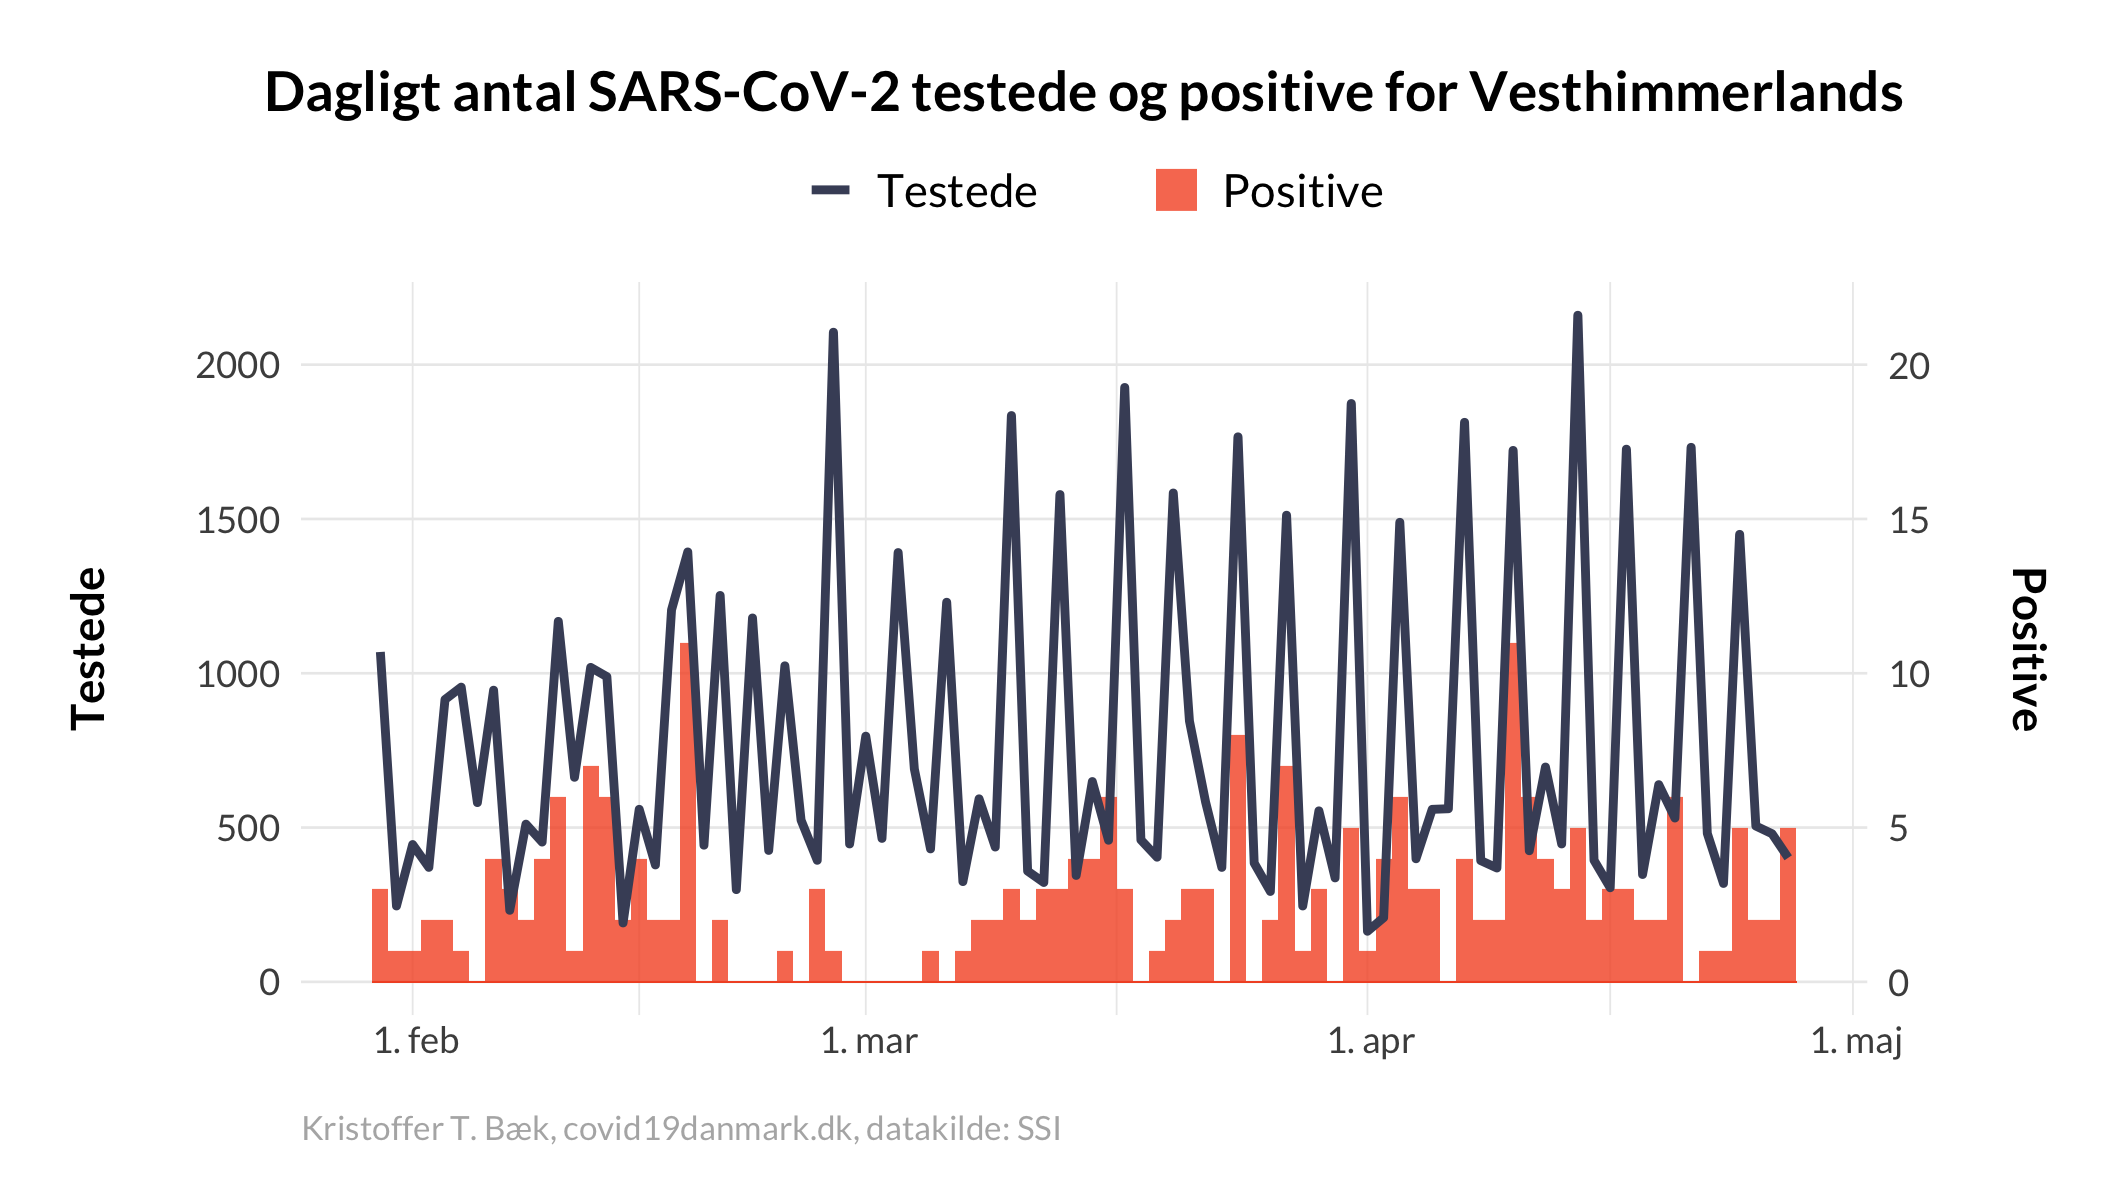 Dagligt antal SARS-CoV-2 testede og positive for Vesthimmerlands
Testede
Positive
2000
1500
1000
500
0
Testede
20
15
10
5
0
Positive
1. feb
1. mar
1. apr
1. maj
Kristoffer T. Bæk, covid19danmark.dk, datakilde: SSI